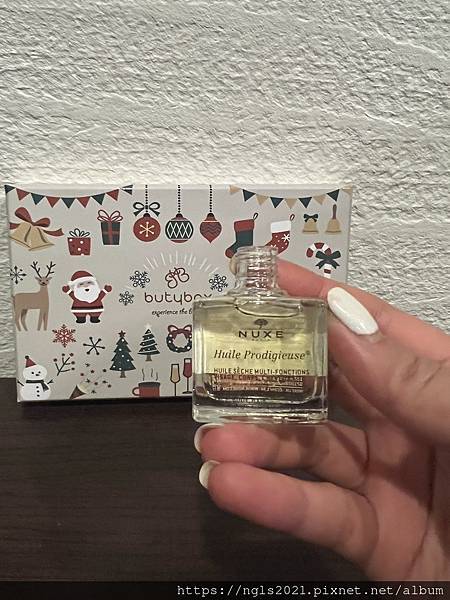 butybox
experience the b
NUXE
Huile Prodigieuse®
HUILE SÈCHE MULTI-FONCTIONS
https://ngls2021.pixnet.net/album